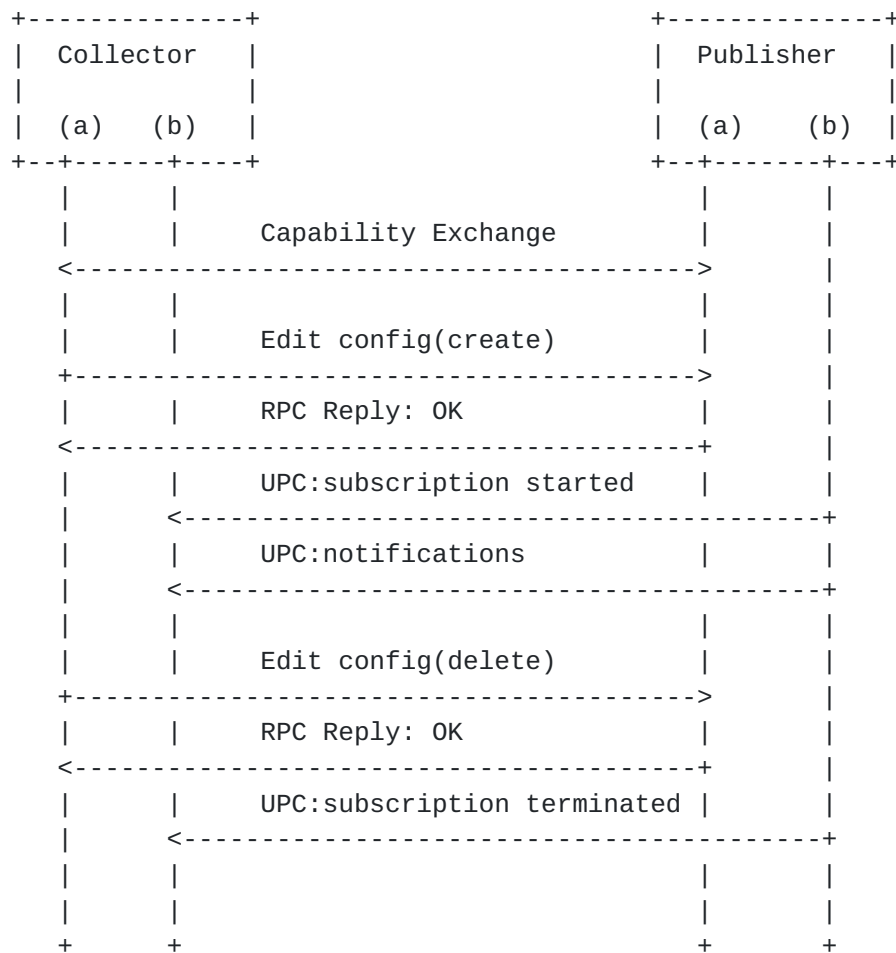 Collector Publisher
(a) (b) (a) (b)
Capability Exchange
Edit config(create)
RPC Reply: OK
UPC:subscription started
UPC:notifications
Edit config(delete)
RPC Reply: OK
UPC:subscription terminated